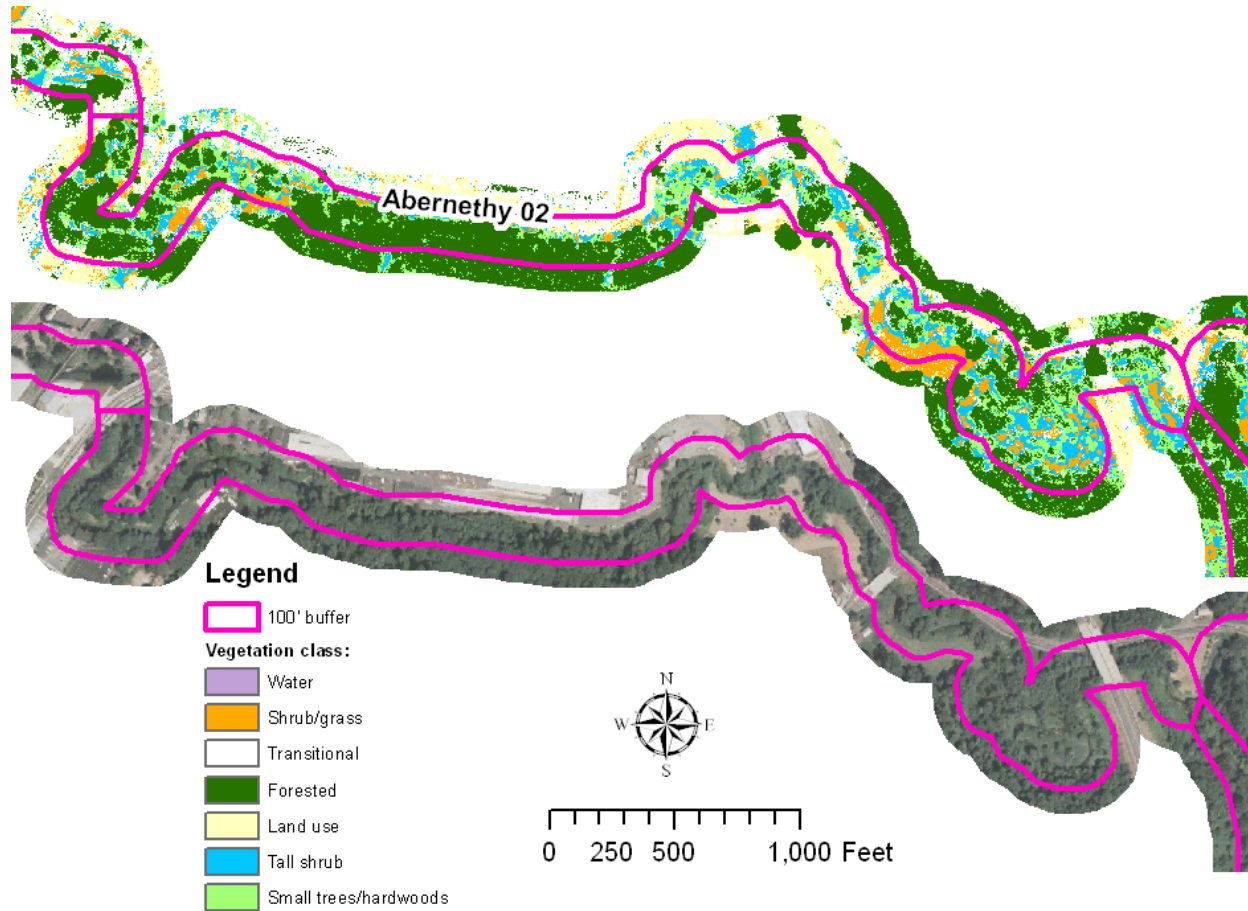 Abernethy 02
Legend
100' buffer
Vegetation class:
Water
Shrub/grass
Transitional
Forested
Land use
Tall shrub
Small trees/hardwoods
N
W E
S
0 250 500 1,000 Feet